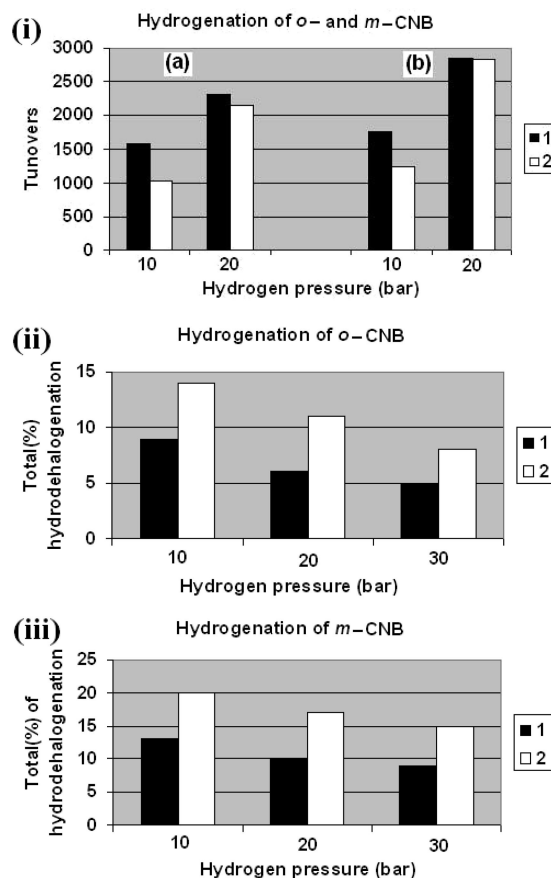 (i)
Hydrogenation of o– and m–CNB
Tunovers
3000
2500
2000
1500
1000
500
0
(a)
(b)
10
20
10
20
Hydrogen pressure (bar)
1
2
(ii)
Hydrogenation of o–CNB
Total(%)
hydrodehalogenation
15
10
5
0
10
20
30
Hydrogen pressure (bar)
1
2
(iii)
Hydrogenation of m–CNB
Total(%) of
hydrodehalogenation
25
20
15
10
5
0
10
20
30
Hydrogen pressure (bar)
1
2